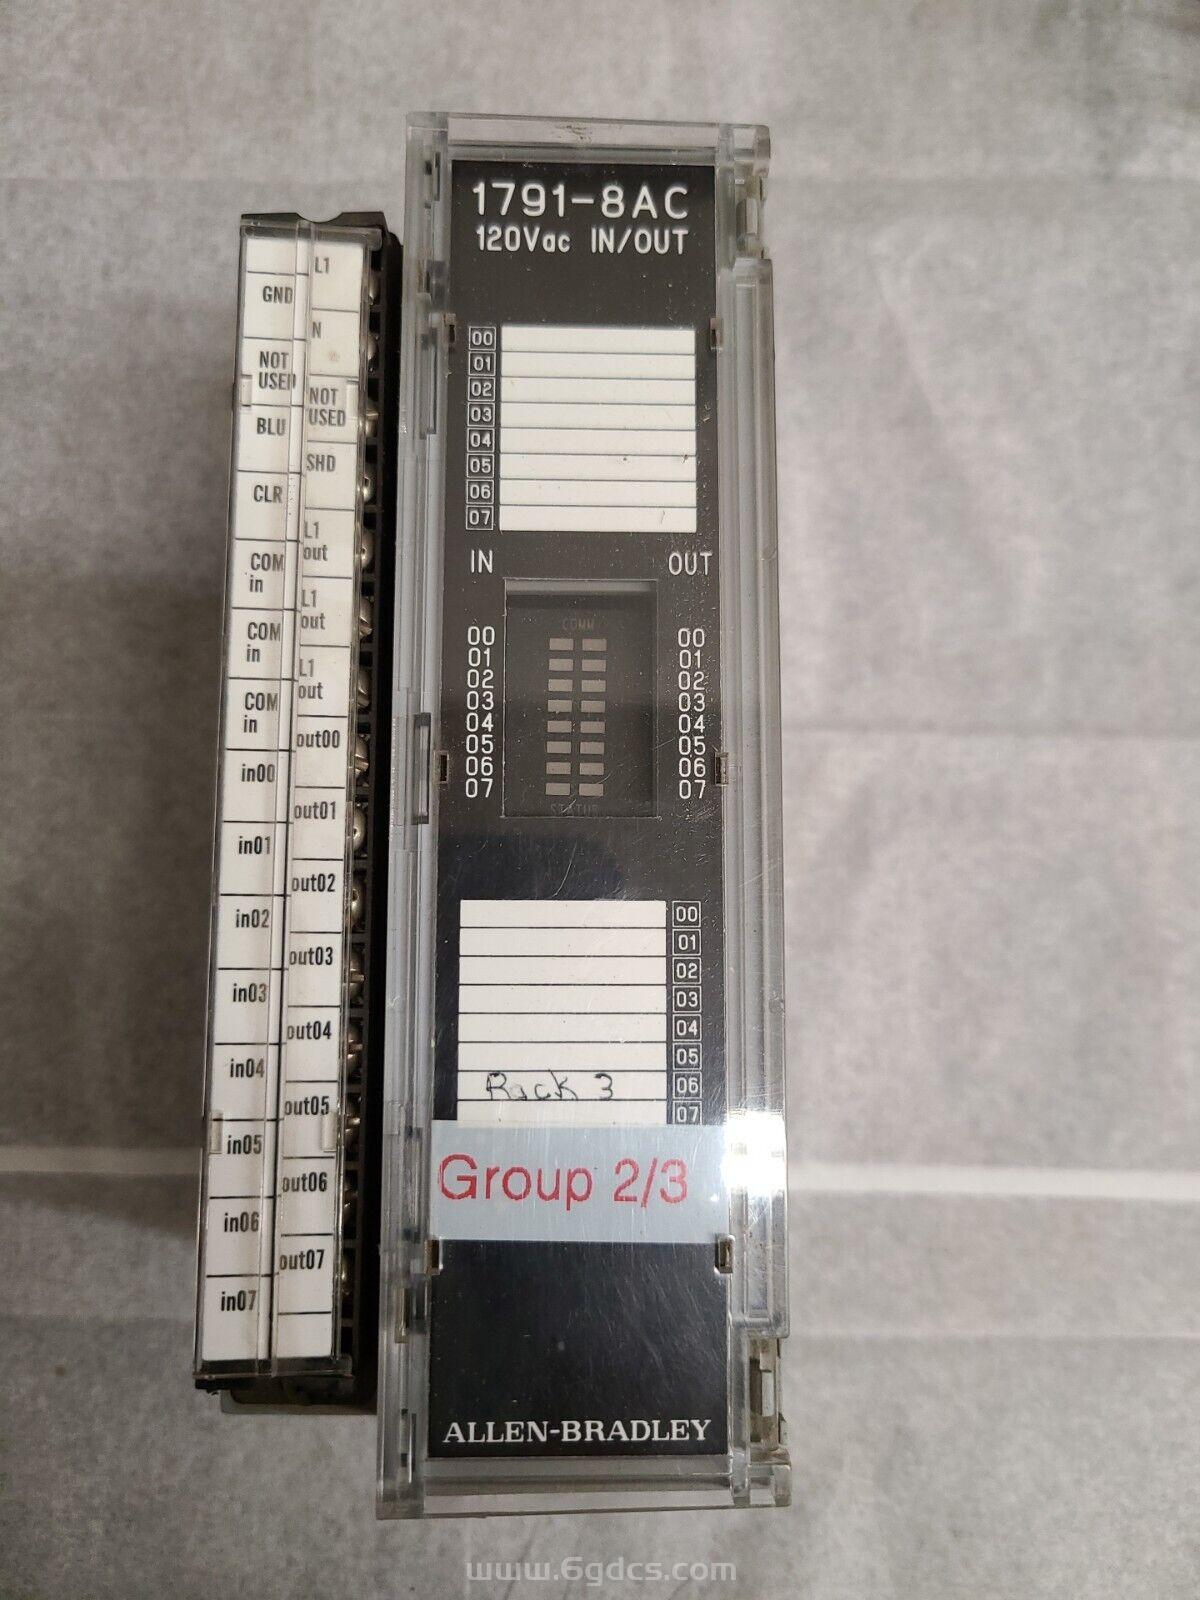 1791-8AC
120Vac IN/OUT
00
01
02
03
04
05
06
07
IN OUT
COMM
00 00
01 01
02 02
03 03
04 04
05 05
06 06
07 07
STATUS
00
01
02
03
04
05
Rack 3 06
07
Group 2/3
ALLEN-BRADLEY
L1
GND
N
NOT
USED
NOT
USED
BLU
SHD
CLR
L1
out
COM
in
L1
out
COM
in
L1
out
COM
in
out00
in00
out01
in01
out02
in02
out03
in03
out04
in04
out05
in05
out06
in06
out07
in07
www.6gdcs.com